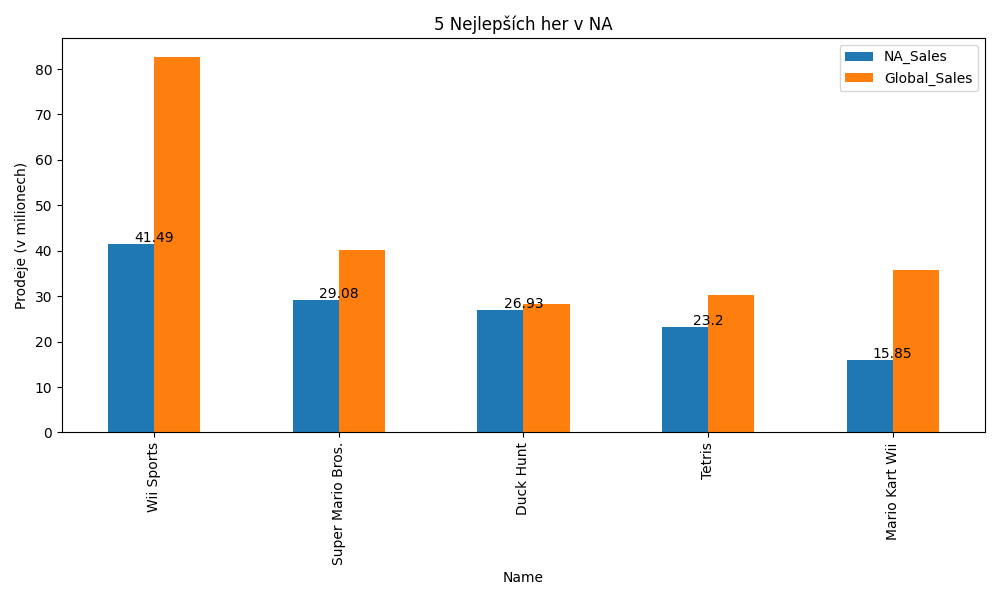 5 Nejlepších her v NA
NA_Sales
Global_Sales
Prodeje (v milionech)
80
70
60
50
40
30
20
10
0
41.49
29.08
26.93
23.2
15.85
Wii Sports
Super Mario Bros.
Duck Hunt
Tetris
Mario Kart Wii
Name